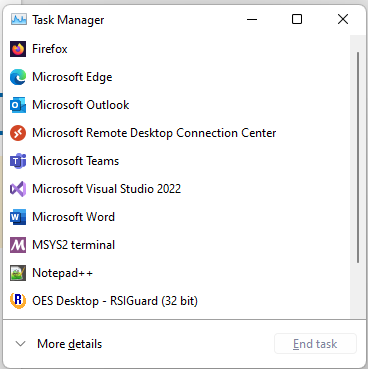 Task Manager
Firefox
Microsoft Edge
Microsoft Outlook
Microsoft Remote Desktop Connection Center
Microsoft Teams
Microsoft Visual Studio 2022
Microsoft Word
MSYS2 terminal
Notepad++
OES Desktop - RSIGuard (32 bit)
More details
End task